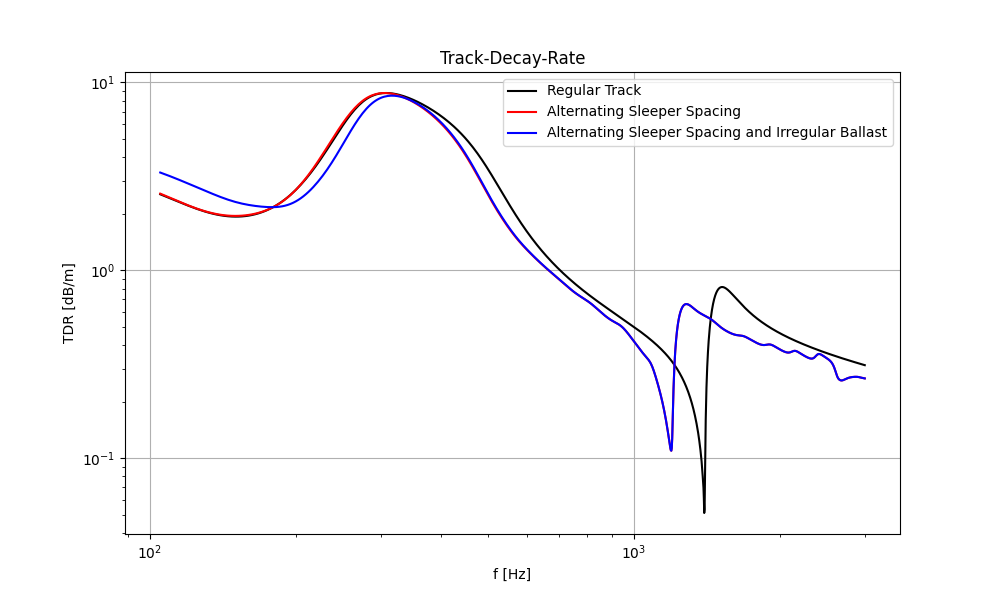 Track-Decay-Rate
Regular Track
Alternating Sleeper Spacing
Alternating Sleeper Spacing and Irregular Ballast
TDR [dB/m]
10¹
10⁰
10⁻¹
10² 10³
f [Hz]